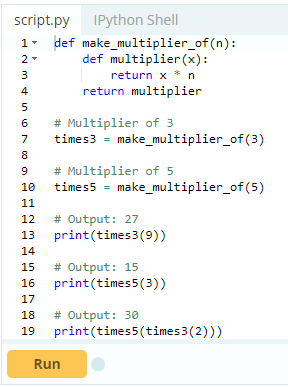 script.py IPython Shell
1 def make_multiplier_of(n):
2     def multiplier(x):
3         return x * n
4     return multiplier
5
6 # Multiplier of 3
7 times3 = make_multiplier_of(3)
8
9 # Multiplier of 5
10 times5 = make_multiplier_of(5)
11
12 # Output: 27
13 print(times3(9))
14
15 # Output: 15
16 print(times5(3))
17
18 # Output: 30
19 print(times5(times3(2)))
Run